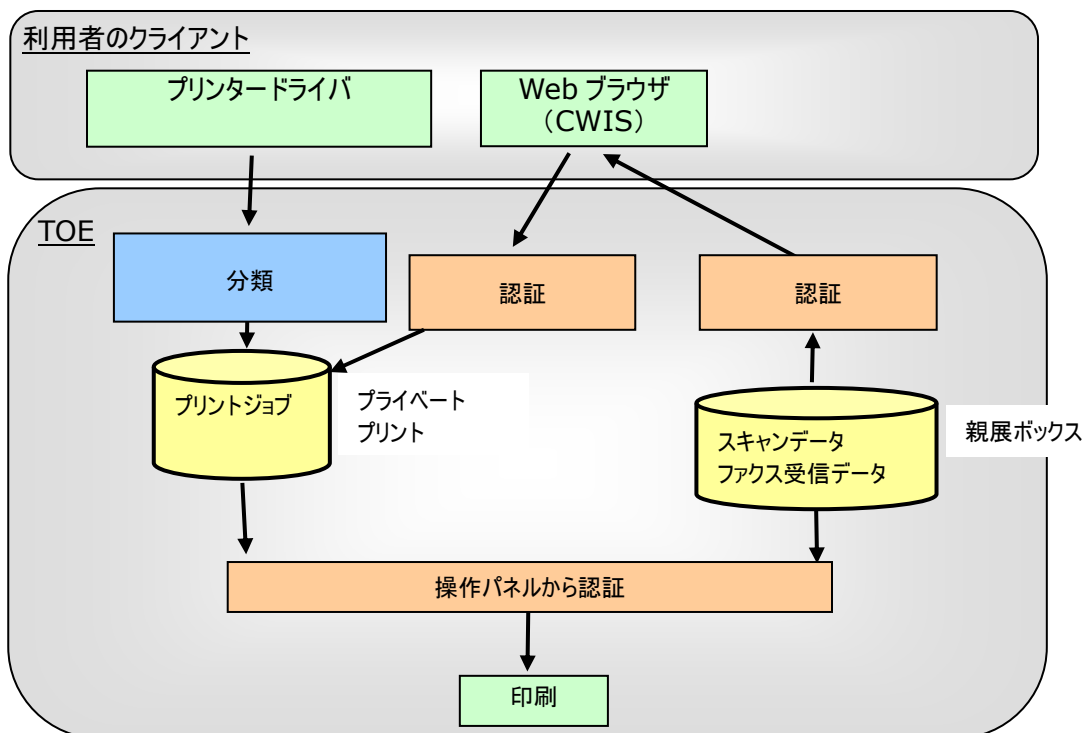 利用者のクライアント
プリンタードライバ
Web ブラウザ
（CWIS）
TOE
分類
認証
認証
プリントジョブ
プライベート
プリント
スキャンデータ
ファクス受信データ
親展ボックス
操作パネルから認証
印刷